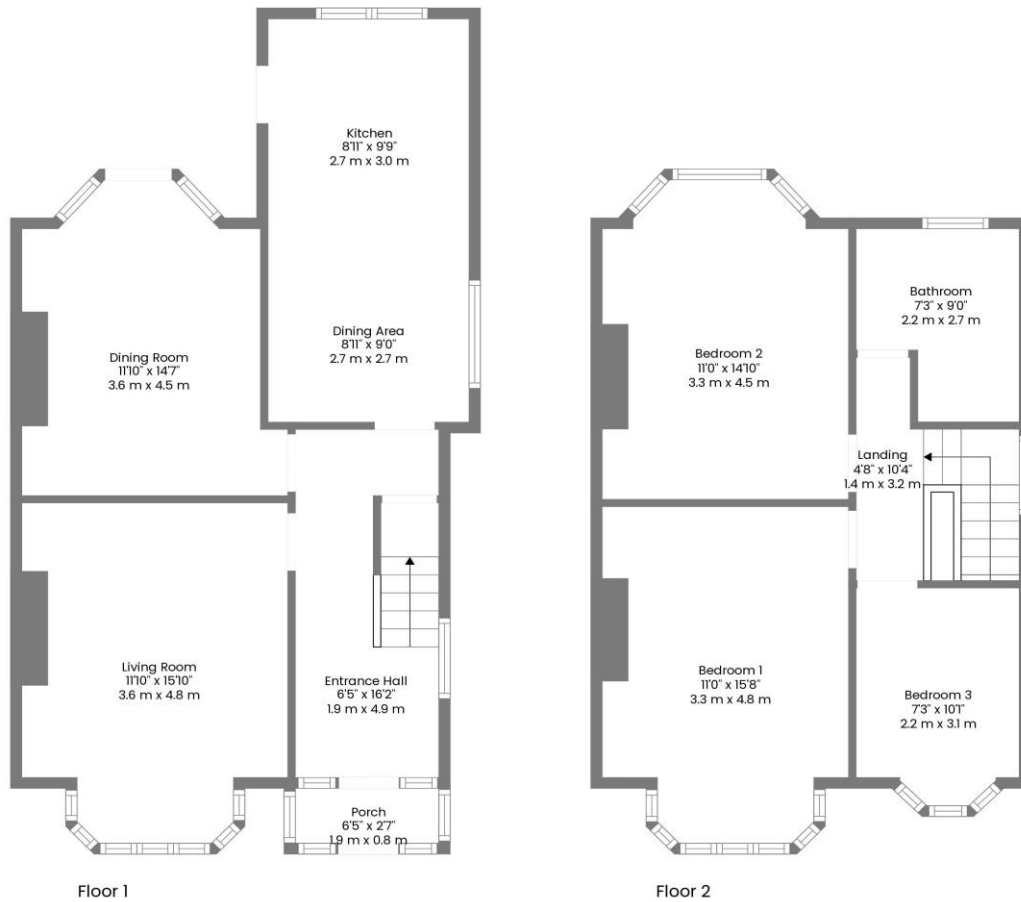 Kitchen
8'11" x 9'9"
2.7 m x 3.0 m
Dining Area
8'11" x 9'0"
2.7 m x 2.7 m
Dining Room
11'10" x 14'7"
3.6 m x 4.5 m
Living Room
11'10" x 15'10"
3.6 m x 4.8 m
Entrance Hall
6'5" x 16'2"
1.9 m x 4.9 m
Porch
6'5" x 2'7"
1.9 m x 0.8 m
Floor 1
Bathroom
7'3" x 9'0"
2.2 m x 2.7 m
Bedroom 2
11'0" x 14'10"
3.3 m x 4.5 m
Landing
4'8" x 10'4"
1.4 m x 3.2 m
Bedroom 1
11'0" x 15'8"
3.3 m x 4.8 m
Bedroom 3
7'3" x 10'1"
2.2 m x 3.1 m
Floor 2